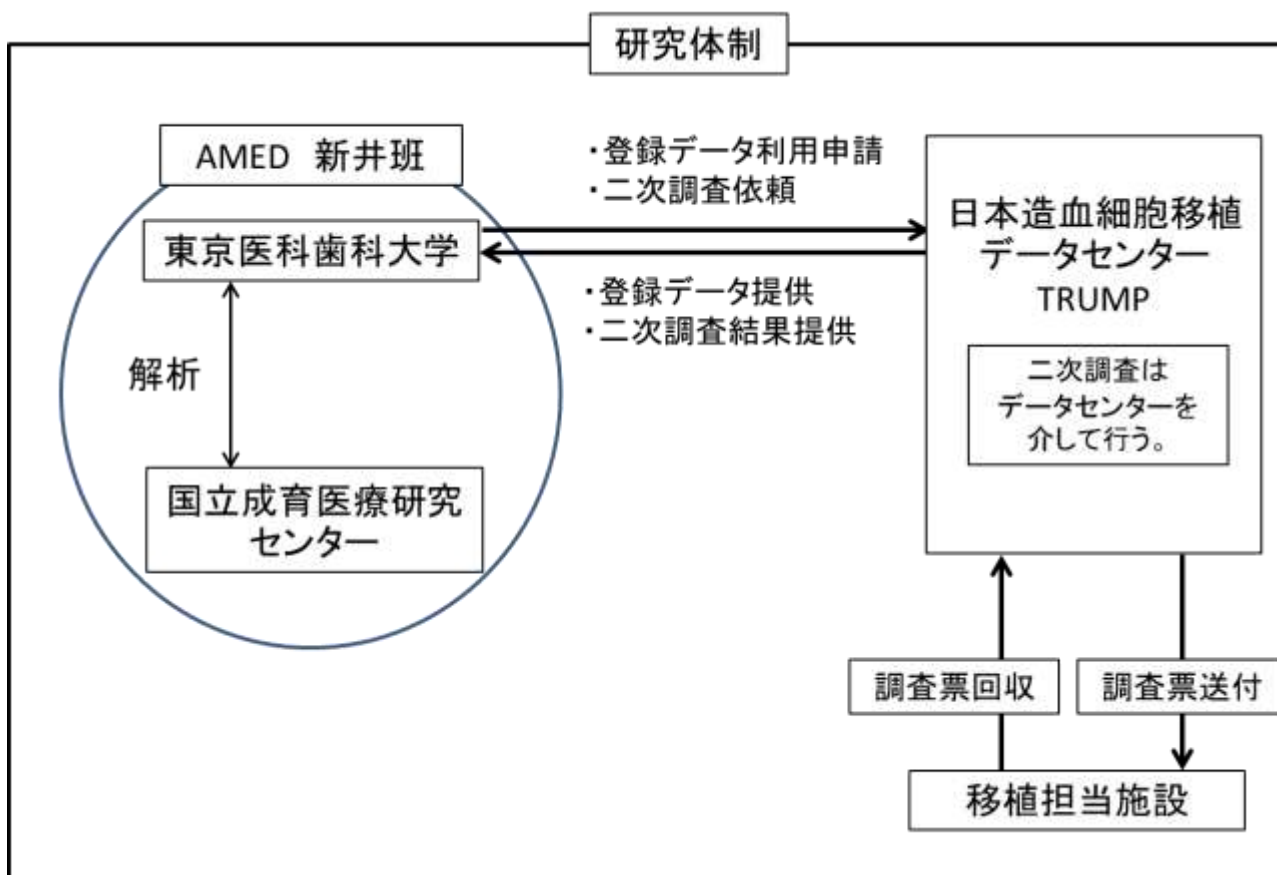 研究体制
AMED　新井班
東京医科歯科大学
解析
国立成育医療研究
センター
・登録データ利用申請
・二次調査依頼
・登録データ提供
・二次調査結果提供
日本造血細胞移植
データセンター
TRUMP
二次調査は
データセンターを
介して行う。
調査票回収
調査票送付
移植担当施設